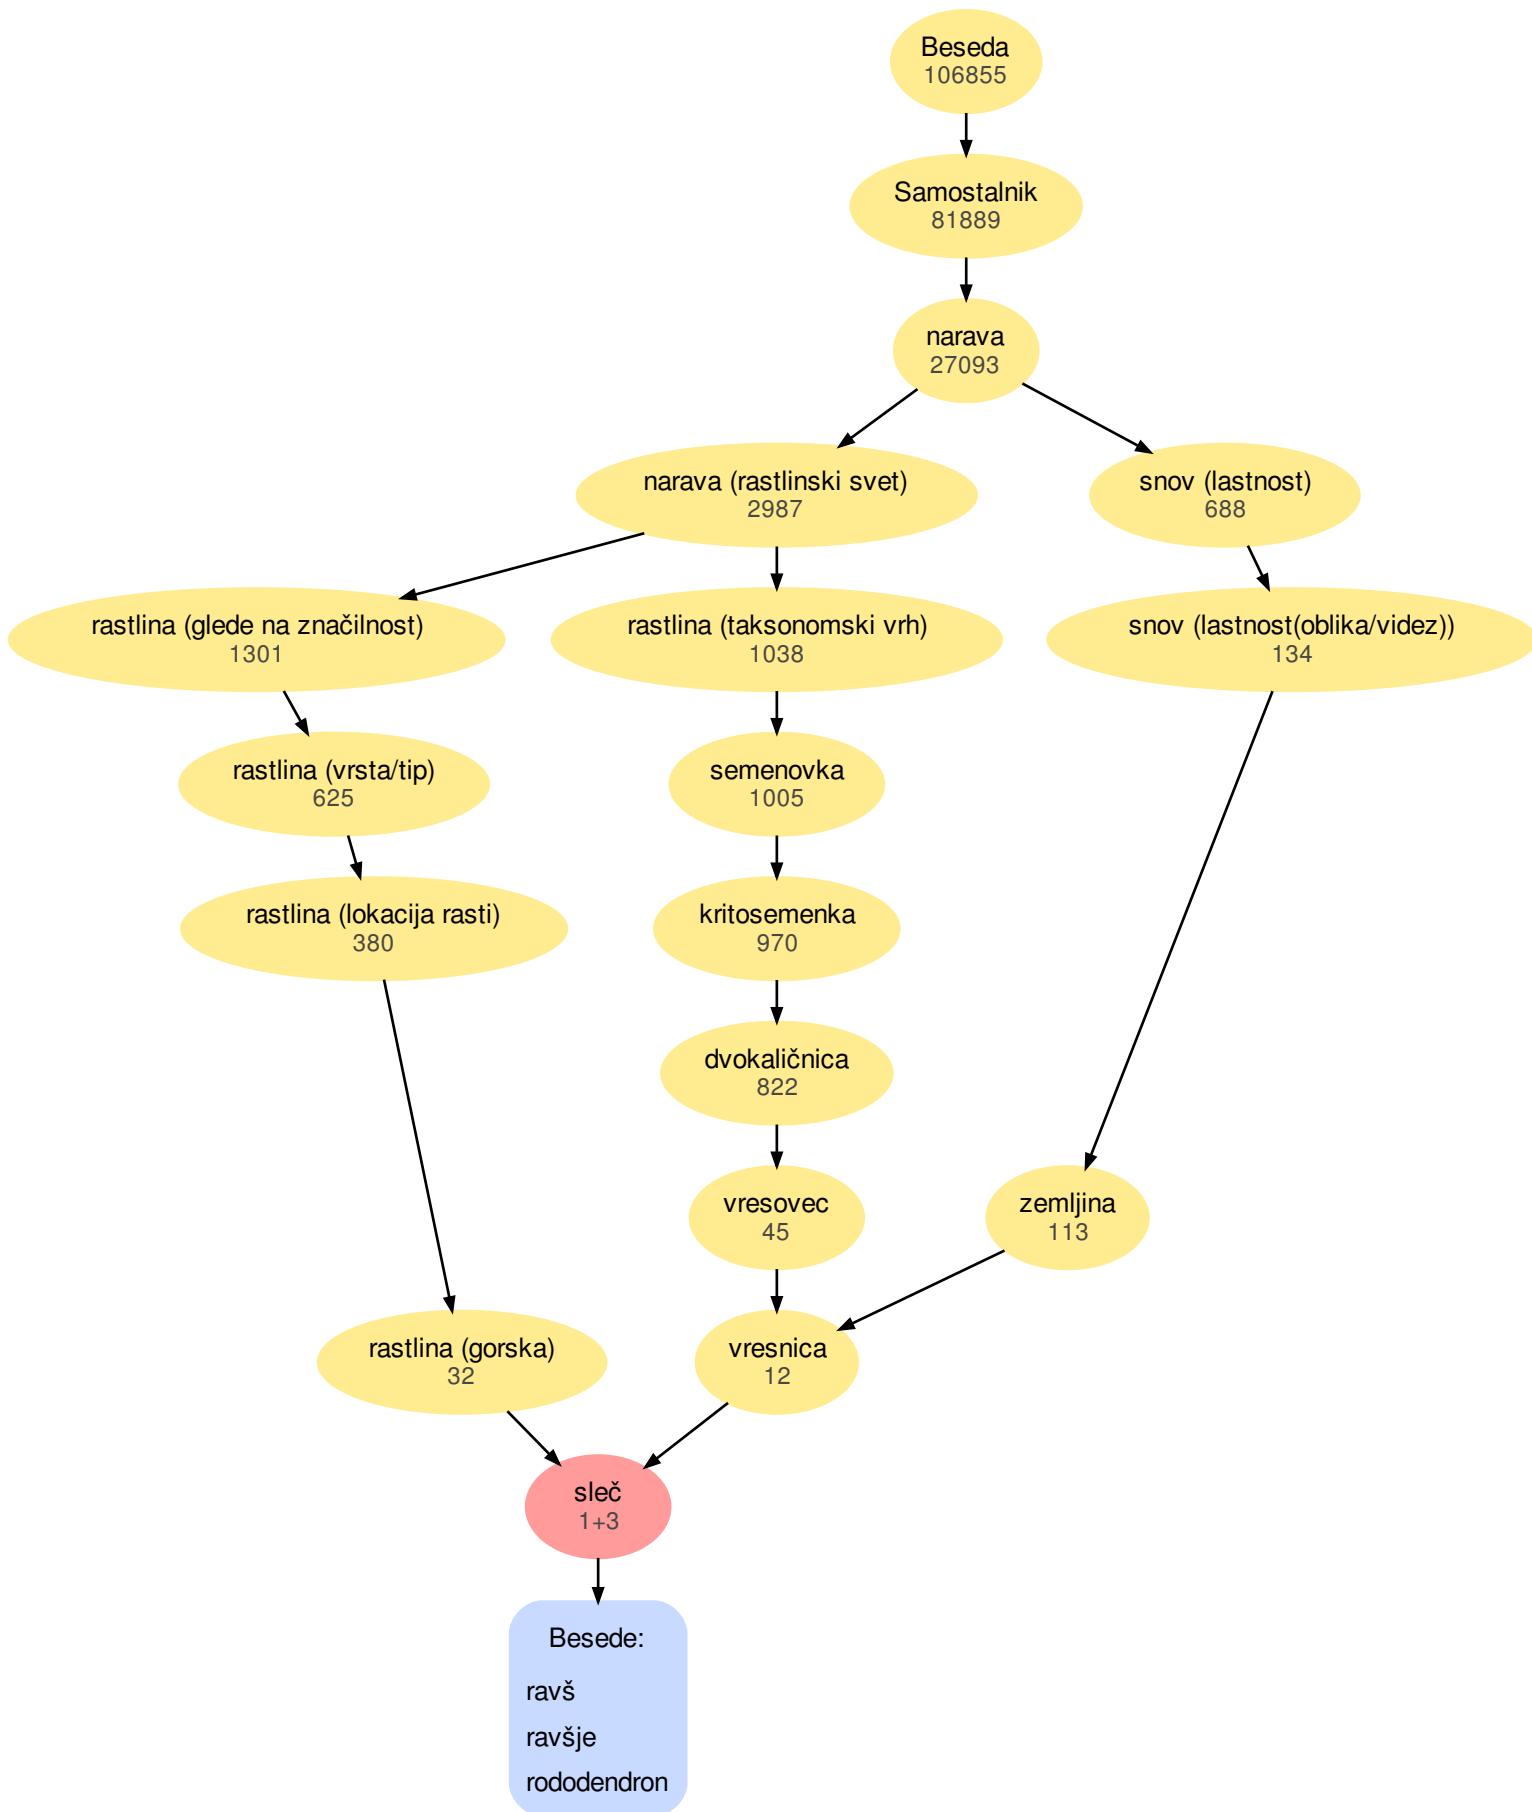 Beseda
106855
Samostalnik
81889
narava
27093
narava (rastlinski svet)
2987
snov (lastnost)
688
rastlina (glede na značilnost)
1301
rastlina (taksonomski vrh)
1038
snov (lastnost(oblika/videz))
134
rastlina (vrsta/tip)
625
semenovka
1005
rastlina (lokacija rasti)
380
kritosemenka
970
dvokaličnica
822
vresovec
45
zemljina
113
rastlina (gorska)
32
vresnica
12
sleč
1+3
Besede:
ravš
ravšje
rododendron